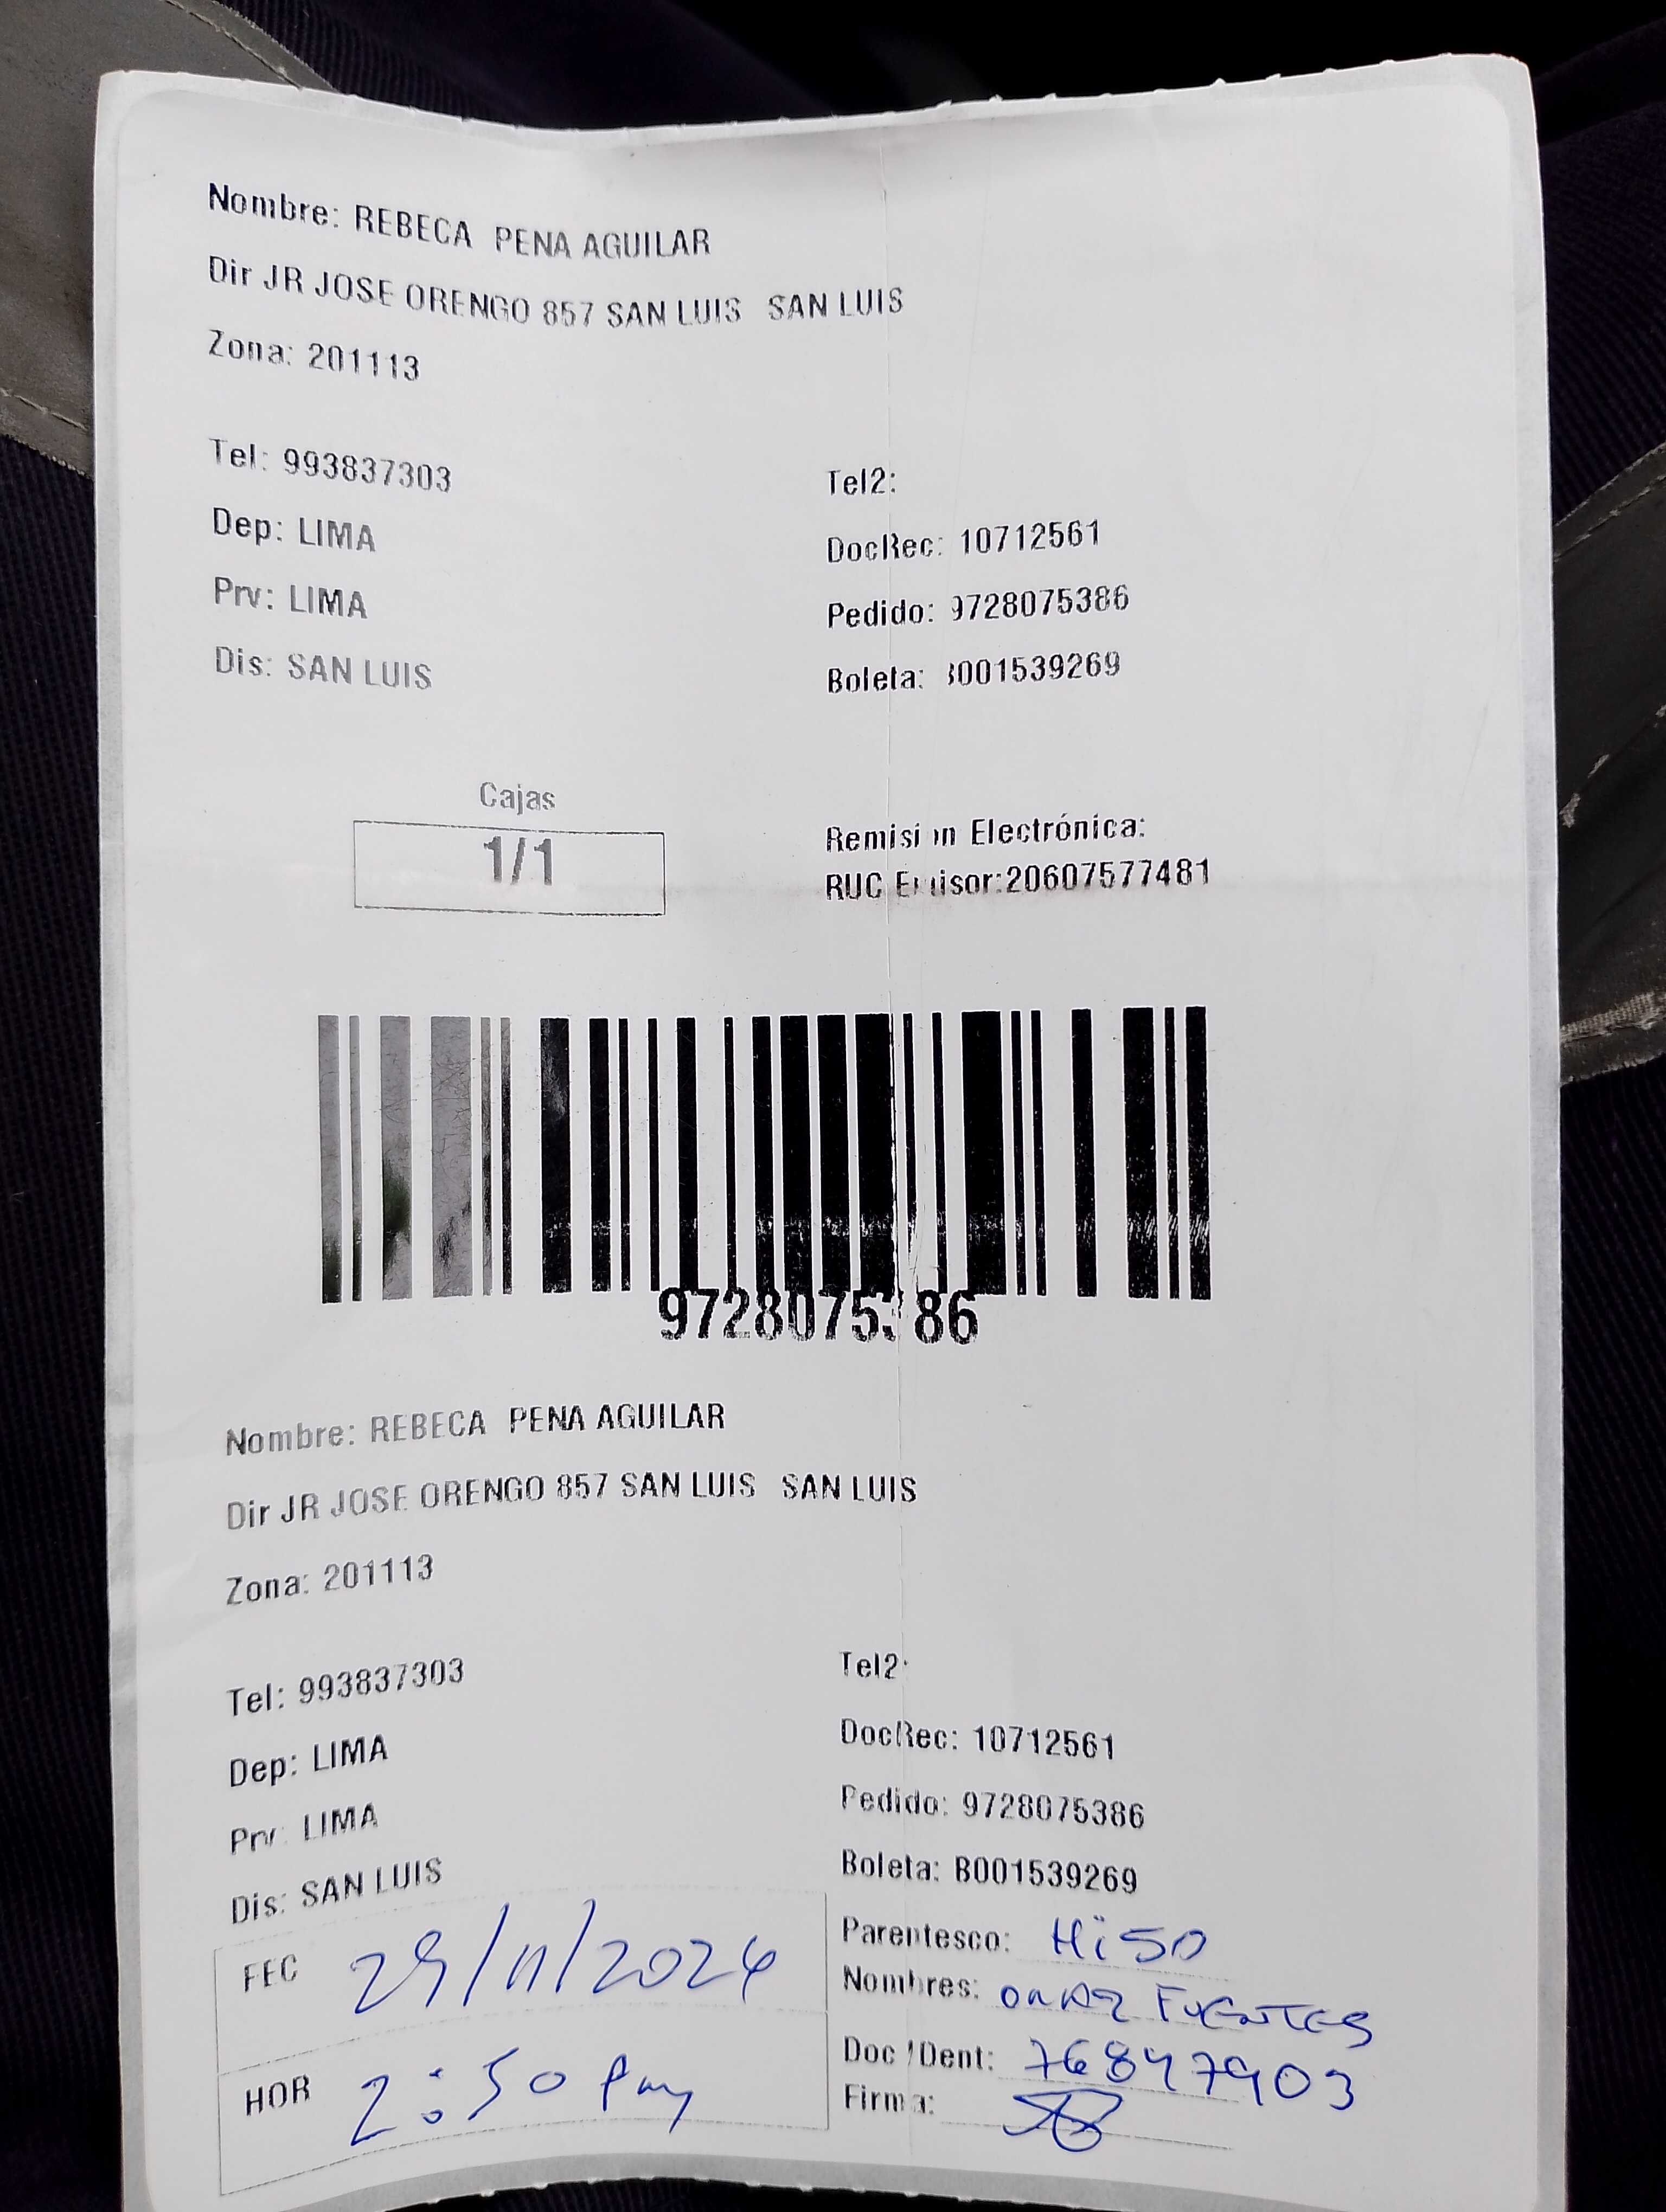 Nombre: REBECA PENA AGUILAR
Dir JR JOSE ORENGO 857 SAN LUIS SAN LUIS
Zona: 201113
Tel: 993837303
Tel2:
Dep: LIMA
DocRec: 10712561
Prv: LIMA
Pedido: 9728075386
Dis: SAN LUIS
Boleta: B001539269
Cajas
1/1
Remisión Electrónica:
RUC Emisor:20607577481
9728075386
Nombre: REBECA PENA AGUILAR
Dir JR JOSE ORENGO 857 SAN LUIS SAN LUIS
Zona: 201113
Tel: 993837303
Tel2:
Dep: LIMA
DocRec: 10712561
Prv: LIMA
Pedido: 9728075386
Dis: SAN LUIS
Boleta: B001539269
FEC 29/11/2024
Parentesco: HiJO
Nombres: OMAR FUENTES
HOR 2:50 Pm
Doc/Dent: 76847903
Firma: